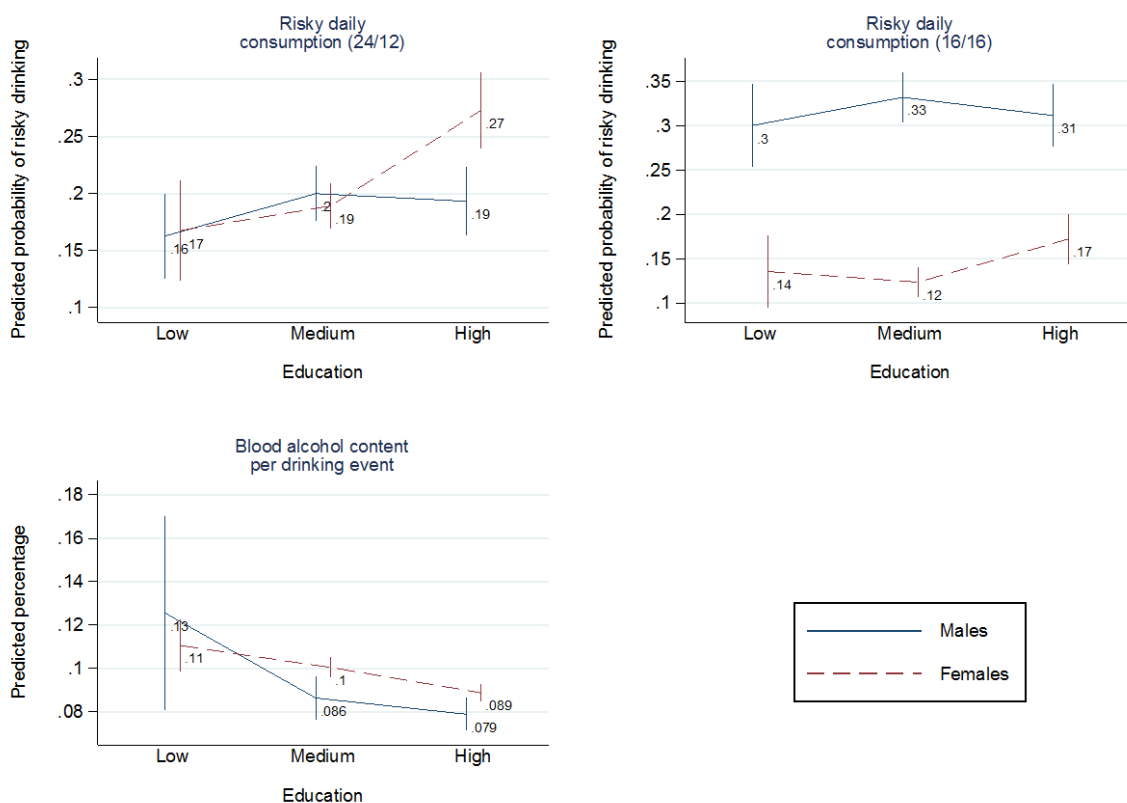 Risky daily
consumption (24/12)
Predicted probability of risky drinking
.3
.25
.2
.15
.1
.16
.17
.2
.19
.27
.19
Low Medium High
Education
Risky daily
consumption (16/16)
Predicted probability of risky drinking
.35
.3
.25
.2
.15
.1
.3
.33
.31
.14
.12
.17
Low Medium High
Education
Blood alcohol content
per drinking event
Predicted percentage
.18
.16
.14
.12
.1
.08
.13
.11
.1
.086
.089
.079
Low Medium High
Education
Males
Females